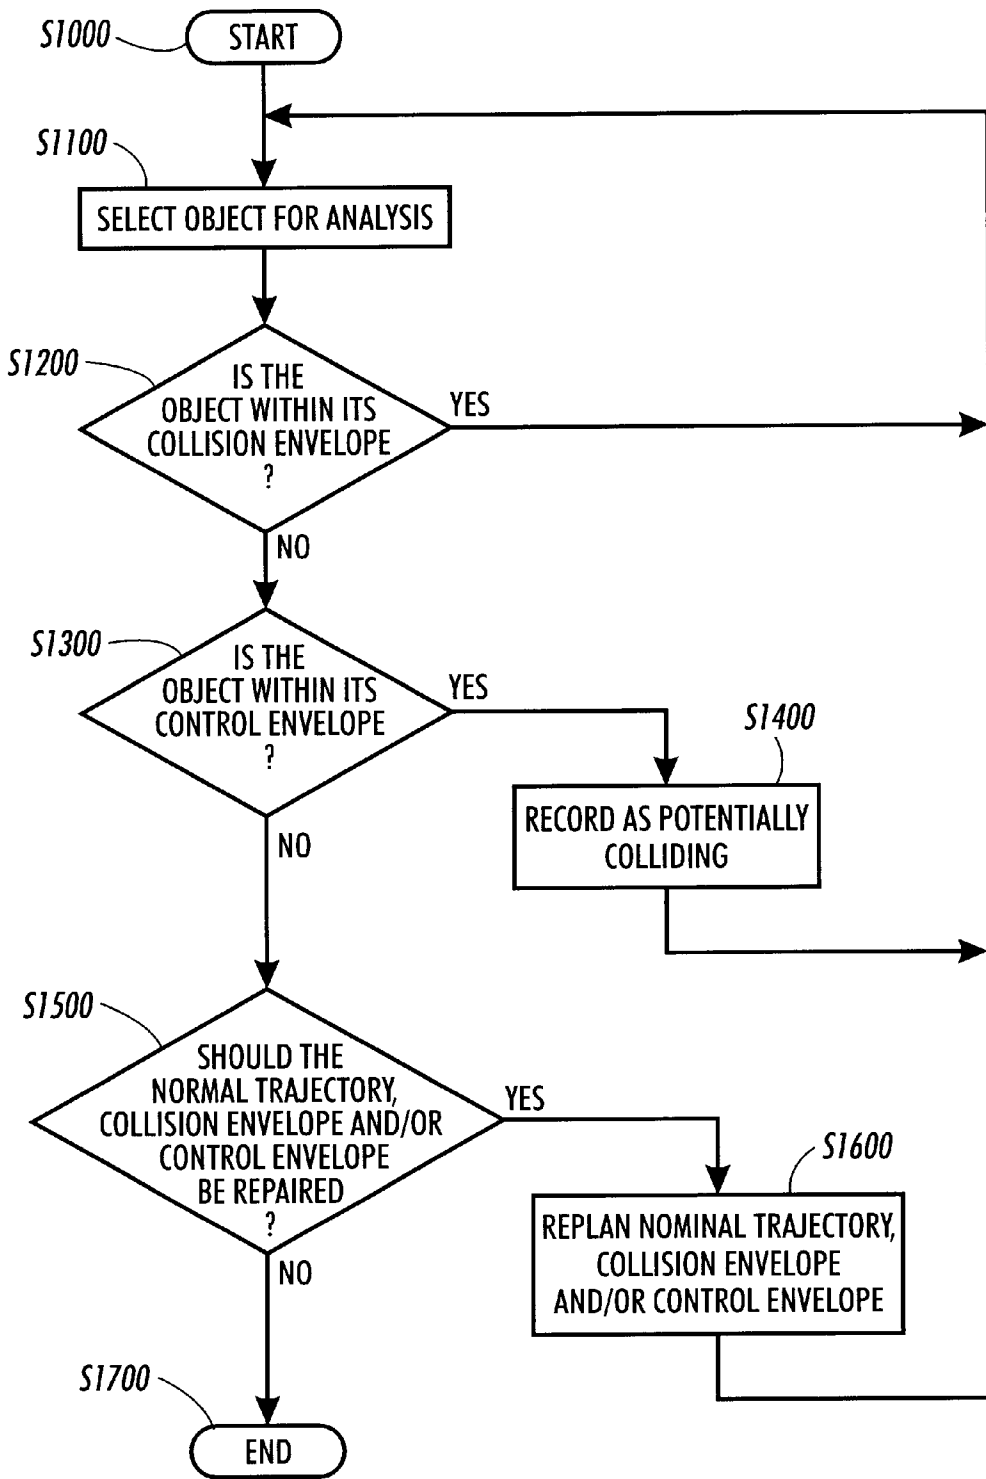 S1000
START
S1100
SELECT OBJECT FOR ANALYSIS
S1200
IS THE
OBJECT WITHIN ITS
COLLISION ENVELOPE
?
YES
NO
S1300
IS THE
OBJECT WITHIN ITS
CONTROL ENVELOPE
?
YES
S1400
RECORD AS POTENTIALLY
COLLIDING
NO
S1500
SHOULD THE
NORMAL TRAJECTORY,
COLLISION ENVELOPE AND/OR
CONTROL ENVELOPE
BE REPAIRED
?
YES
S1600
REPLAN NOMINAL TRAJECTORY,
COLLISION ENVELOPE
AND/OR CONTROL ENVELOPE
NO
S1700
END